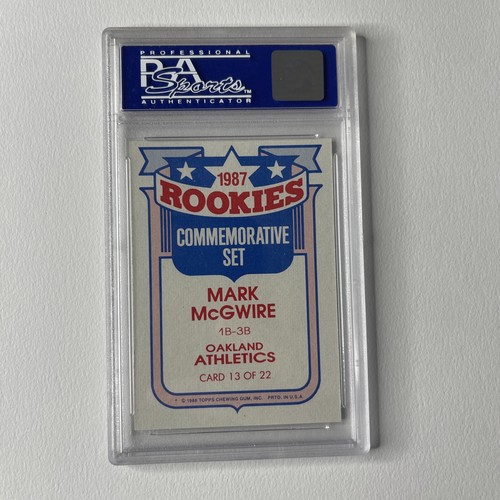 PROFESSIONAL
PSA
Sports™
AUTHENTICATOR
1987
ROOKIES
COMMEMORATIVE
SET
MARK
McGWIRE
1B-3B
OAKLAND
ATHLETICS
CARD 13 OF 22
© 1988 TOPPS CHEWING GUM, INC. PRTD. IN U.S.A.